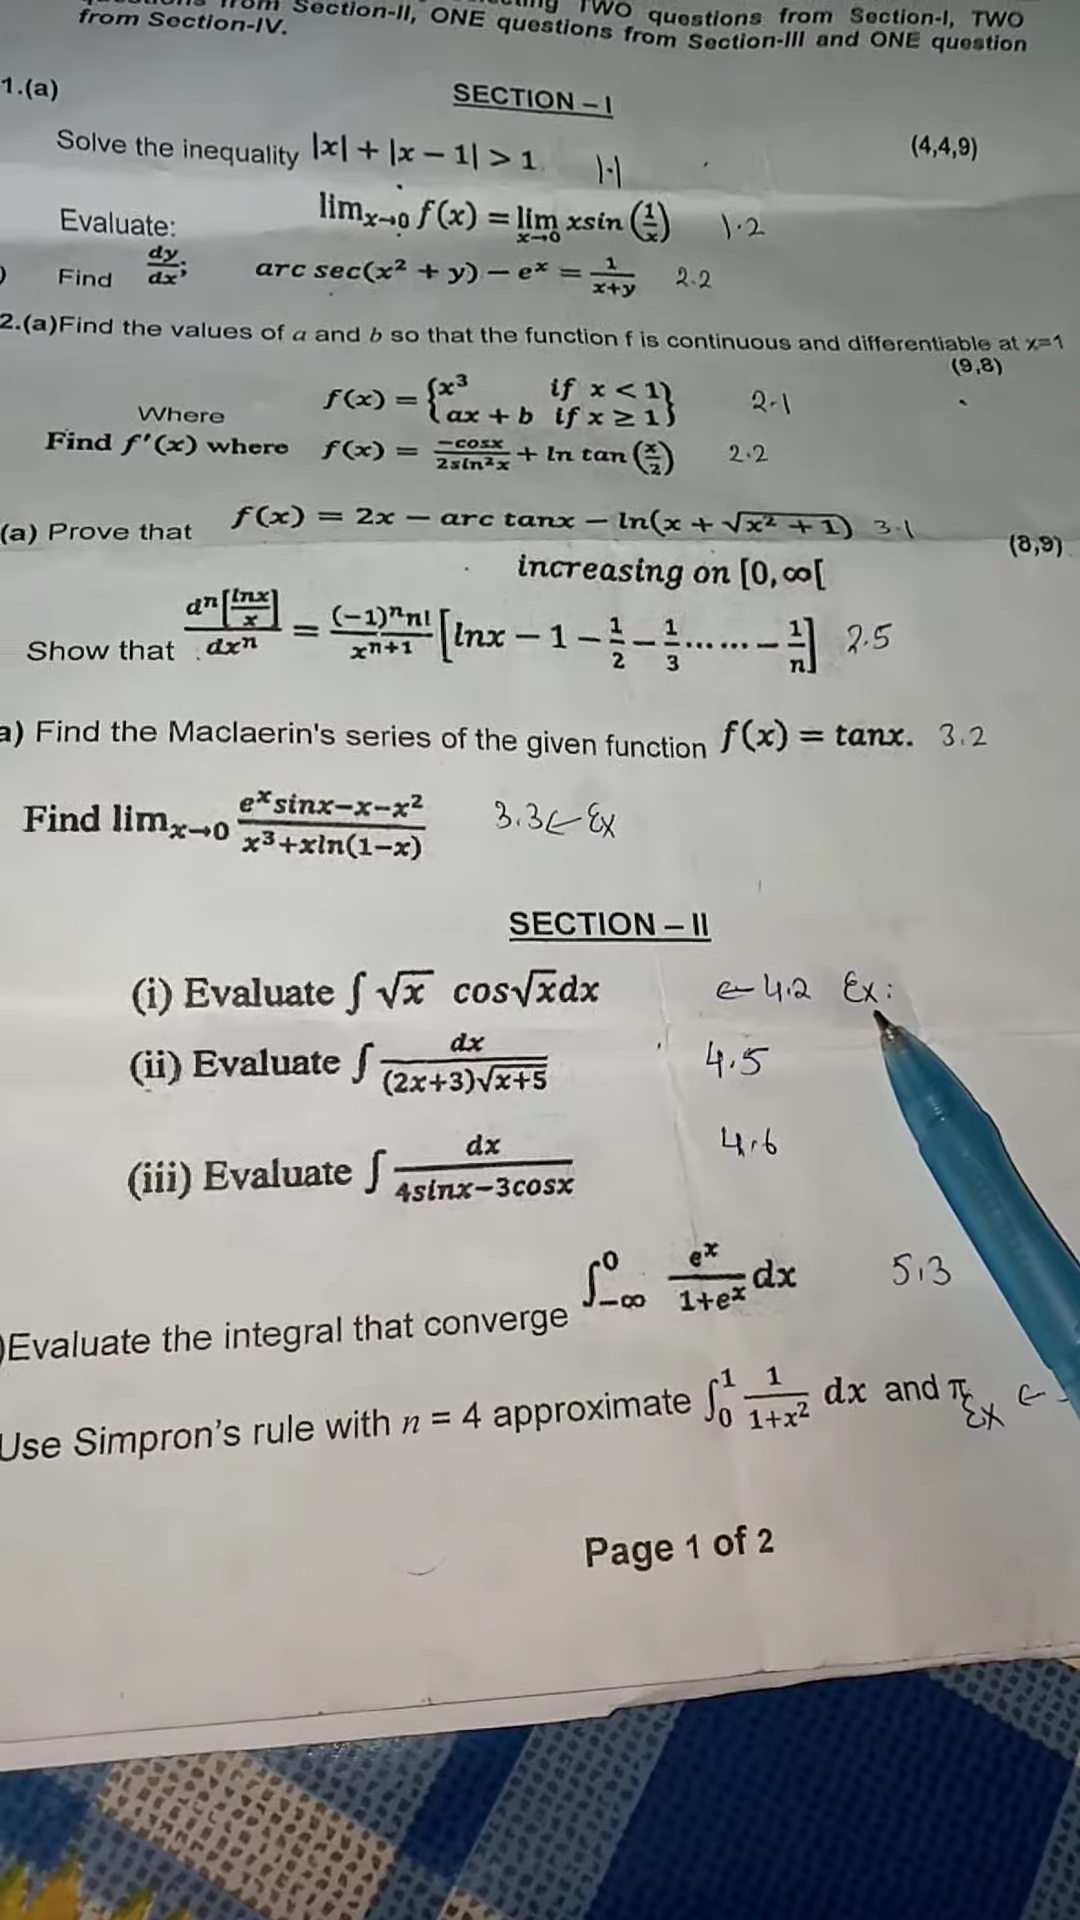 from Section-II, ONE questions from Section-III and ONE question
TWO questions from Section-I, TWO
from Section-IV.
1.(a)
SECTION – I
Solve the inequality |x| + |x − 1| > 1 1.1 (4,4,9)
Evaluate: lim_{x→0} f(x) = lim_{x→0} xsin (1/x) 1.2
) Find dy/dx; arc sec(x² + y) − eˣ = 1/(x+y) 2.2
2.(a)Find the values of a and b so that the function f is continuous and differentiable at x=1
(9,8)
Where f(x) = {x³ if x < 1
ax + b if x ≥ 1} 2.1
Find f'(x) where f(x) = −cosx/2sin²x + ln tan (x/2) 2.2
(a) Prove that f(x) = 2x − arc tanx − ln(x + √(x² + 1)) 3.1 (8,9)
increasing on [0, ∞[
Show that dⁿ[lnx/x]/dxⁿ = (−1)ⁿn!/xⁿ⁺¹ [lnx − 1 − 1/2 − 1/3 ...... − 1/n] 2.5
a) Find the Maclaerin's series of the given function f(x) = tanx. 3.2
Find lim_{x→0} (eˣsinx−x−x²)/(x³+xln(1−x)) 3.3← Ex
SECTION – II
(i) Evaluate ∫ √x cos√x dx ← 4.2 Ex:
(ii) Evaluate ∫ dx/((2x+3)√(x+5)) 4.5
(iii) Evaluate ∫ dx/(4sinx−3cosx) 4.6
)Evaluate the integral that converge ∫_{−∞}^{0} eˣ/(1+eˣ) dx 5.3
Use Simpron's rule with n = 4 approximate ∫_0^1 1/(1+x²) dx and π Ex ←
Page 1 of 2